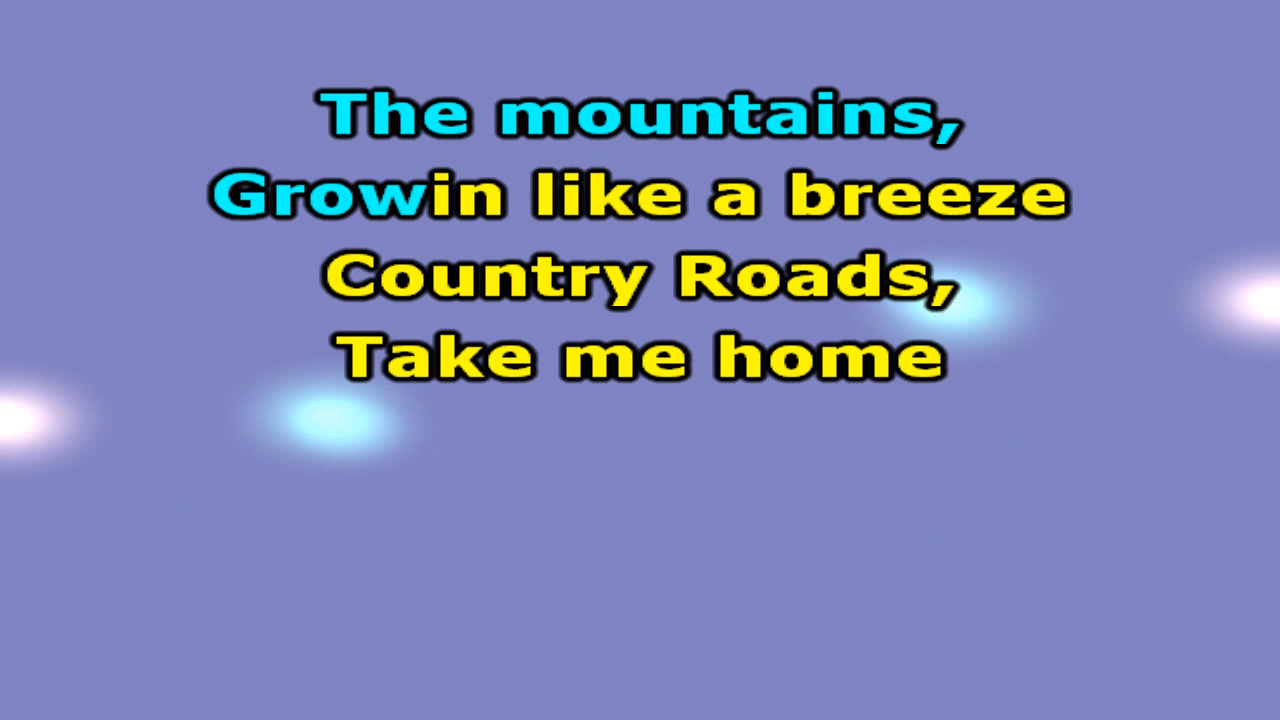 The mountains,
Growin like a breeze
Country Roads,
Take me home